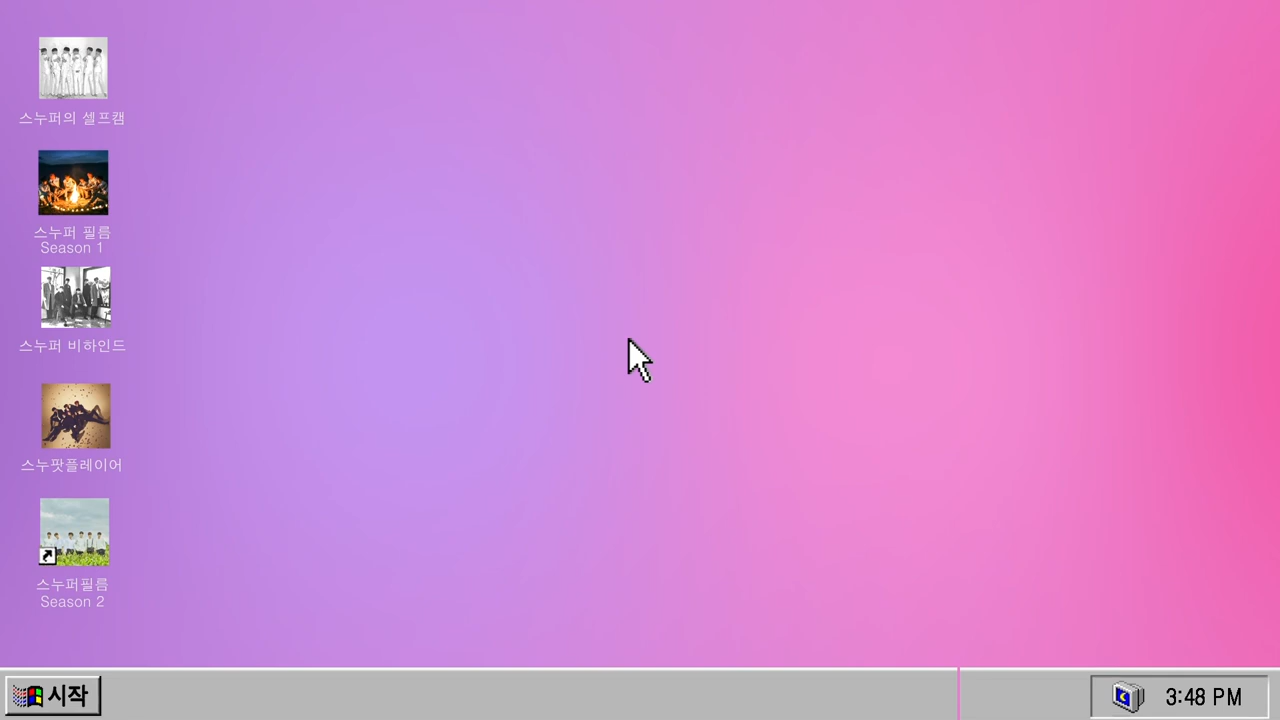 스누퍼의 셀프캠
스누퍼 필름
Season 1
스누퍼 비하인드
스누팟플레이어
스누퍼필름
Season 2
시작
3:48 PM